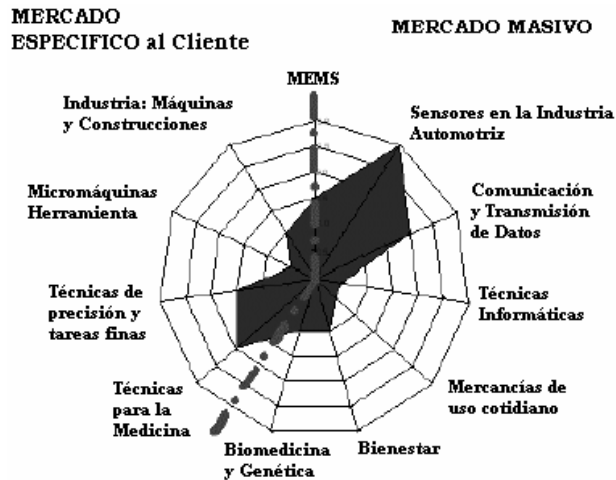 MERCADO
ESPECIFICO al Cliente
MERCADO MASIVO
MEMS
Industria: Máquinas
y Construcciones
Sensores en la Industria
Automotriz
Micromáquinas
Herramienta
Comunicación
y Transmisión
de Datos
Técnicas de
precisión y
tareas finas
Técnicas
Informáticas
Técnicas
para la
Medicina
Mercancías de
uso cotidiano
Biomedicina
y Genética
Bienestar